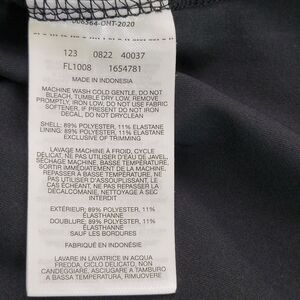 008564-DHT-2020
123 0822 40037
FL1008 1654781
MADE IN INDONESIA
MACHINE WASH COLD GENTLE, DO NOT
BLEACH, TUMBLE DRY LOW, REMOVE
PROMPTLY, IRON LOW, DO NOT USE FABRIC
SOFTENER, IF PRESENT DO NOT IRON
DECAL, DO NOT DRYCLEAN
SHELL: 89% POLYESTER, 11% ELASTANE
LINING: 89% POLYESTER, 11% ELASTANE
EXCLUSIVE OF TRIMMING
LAVAGE MACHINE À FROID, CYCLE
DÉLICAT, NE PAS UTILISER D'EAU DE JAVEL,
SÉCHAGE MACHINE, BASSE TEMPÉRATURE,
SORTIR IMMÉDIATEMENT DE LA MACHINE,
REPASSER À BASSE TEMPÉRATURE, NE
PAS UTILISER D'ASSOUPLISSANT, LE
CAS ÉCHEANT, NE PAS REPASSER LA
DÉCALCOMANIE, NETTOYAGE À SEC
INTERDIT
EXTÉRIEUR: 89% POLYESTER, 11%
ÉLASTHANNE
DOUBLURE: 89% POLYESTER, 11%
ÉLASTHANNE
SAUF LES BORDURES
FABRIQUÉ EN INDONÉSIE
LAVARE IN LAVATRICE IN ACQUA
FREDDA, CICLO DELICATO, NON
CANDEGGIARE, ASCIUGARE A TAMBURO
A BASSA TEMPERATURA, RIMUOVERE